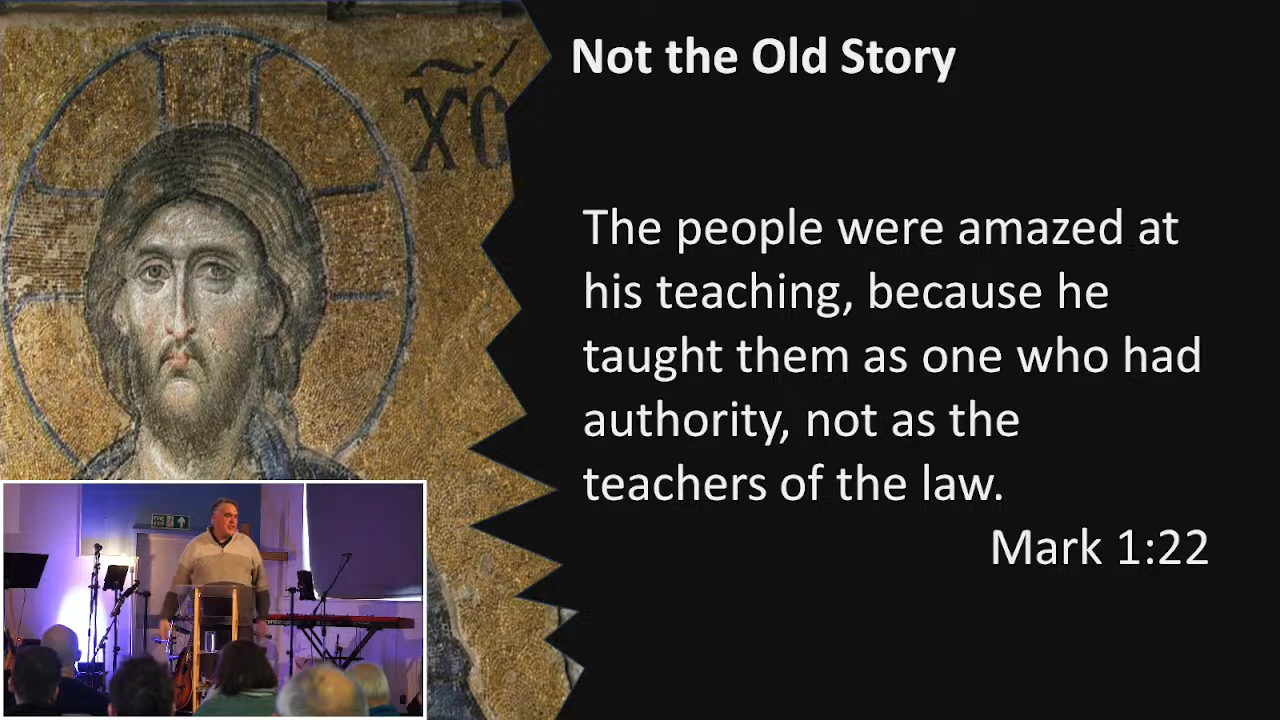 Not the Old Story
X̅C
The people were amazed at
his teaching, because he
taught them as one who had
authority, not as the
teachers of the law.
Mark 1:22